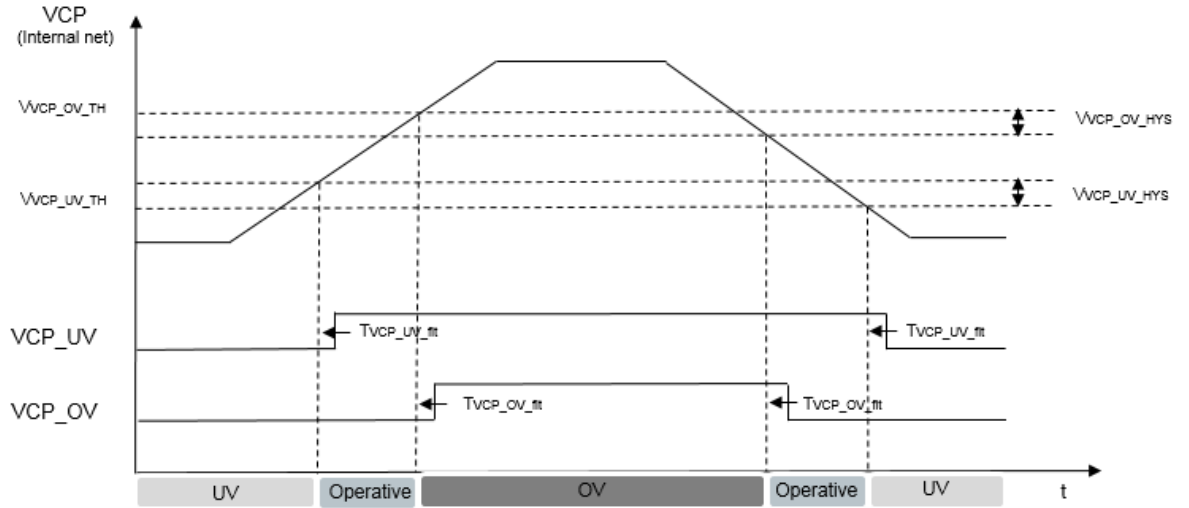 VCP
(Internal net)
VVCP_OV_TH
VVCP_OV_HYS
VVCP_UV_TH
VVCP_UV_HYS
VCP_UV
TVCP_UV_flt
TVCP_UV_flt
VCP_OV
TVCP_OV_flt
TVCP_OV_flt
UV
Operative
OV
Operative
UV
t